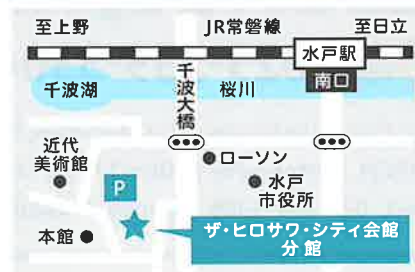 至上野
JR常磐線
至日立
水戸駅
南口
千波湖
千波大橋
桜川
近代
美術館
ローソン
水戸
市役所
P
本館
ザ・ヒロサワ・シティ会館
分館